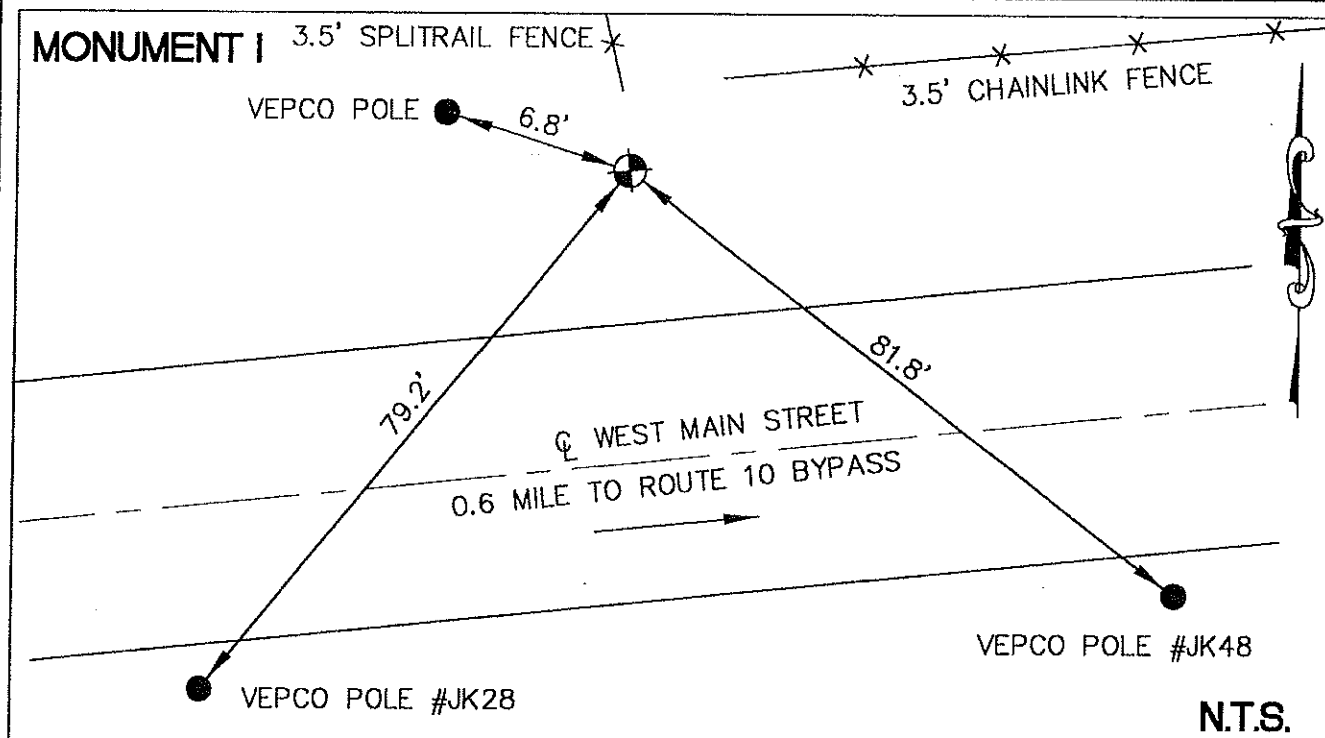 MONUMENT I
3.5' SPLITRAIL FENCE
3.5' CHAINLINK FENCE
VEPCO POLE
6.8'
79.2'
81.8'
℄ WEST MAIN STREET
0.6 MILE TO ROUTE 10 BYPASS
VEPCO POLE #JK48
VEPCO POLE #JK28
N.T.S.